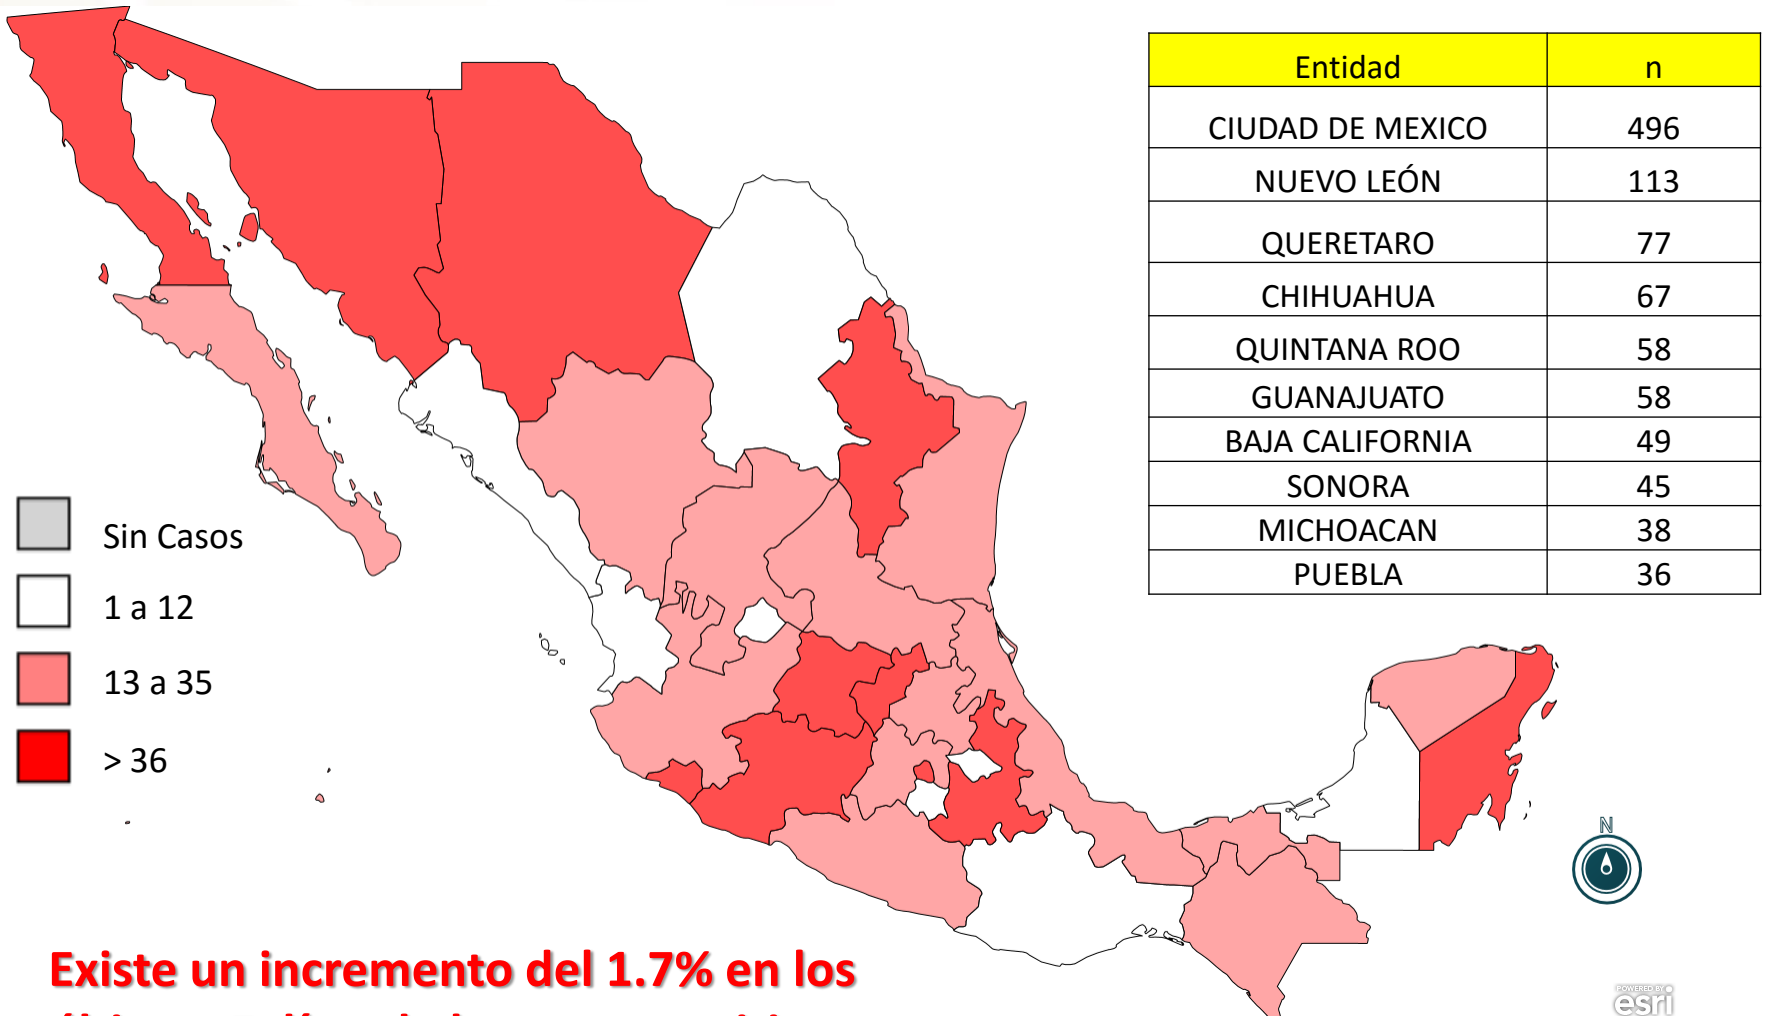 Entidad n
CIUDAD DE MEXICO 496
NUEVO LEÓN 113
QUERETARO 77
CHIHUAHUA 67
QUINTANA ROO 58
GUANAJUATO 58
BAJA CALIFORNIA 49
SONORA 45
MICHOACAN 38
PUEBLA 36
Sin Casos
1 a 12
13 a 35
> 36
N
Existe un incremento del 1.7% en los
POWERED BY
esri